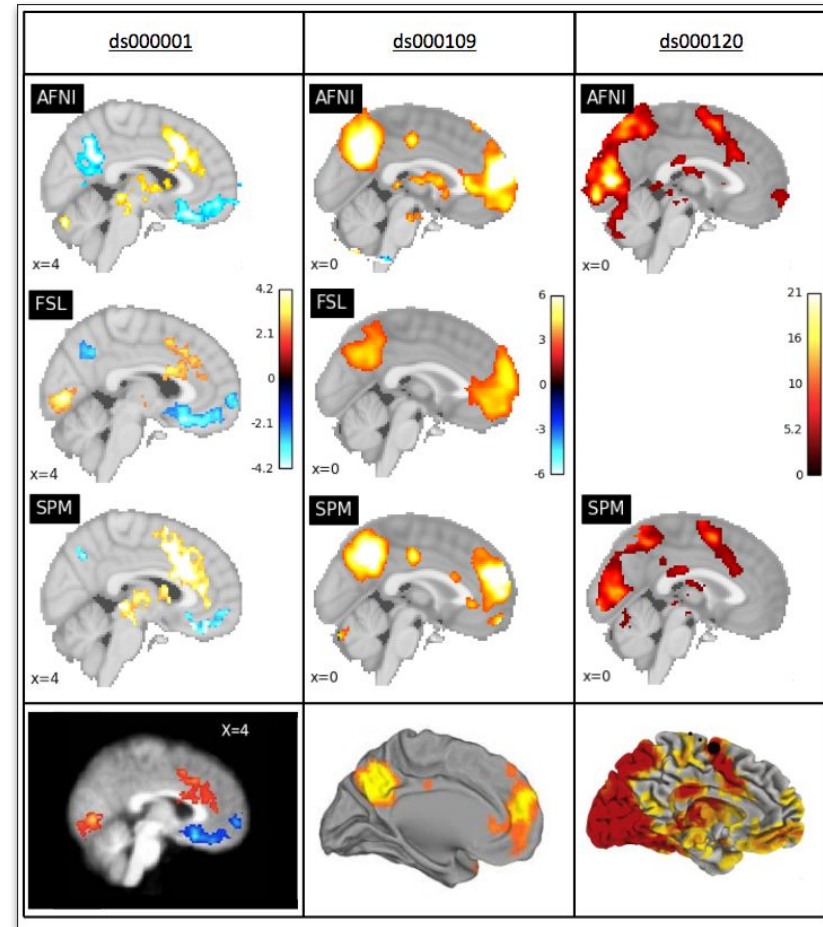 ds000001
ds000109
ds000120
AFNI
x=4
AFNI
x=0
AFNI
x=0
FSL
x=4
4.2
2.1
0
-2.1
-4.2
FSL
x=0
6
3
0
-3
-6
21
16
10
5.2
0
SPM
x=4
SPM
x=0
SPM
x=0
X=4